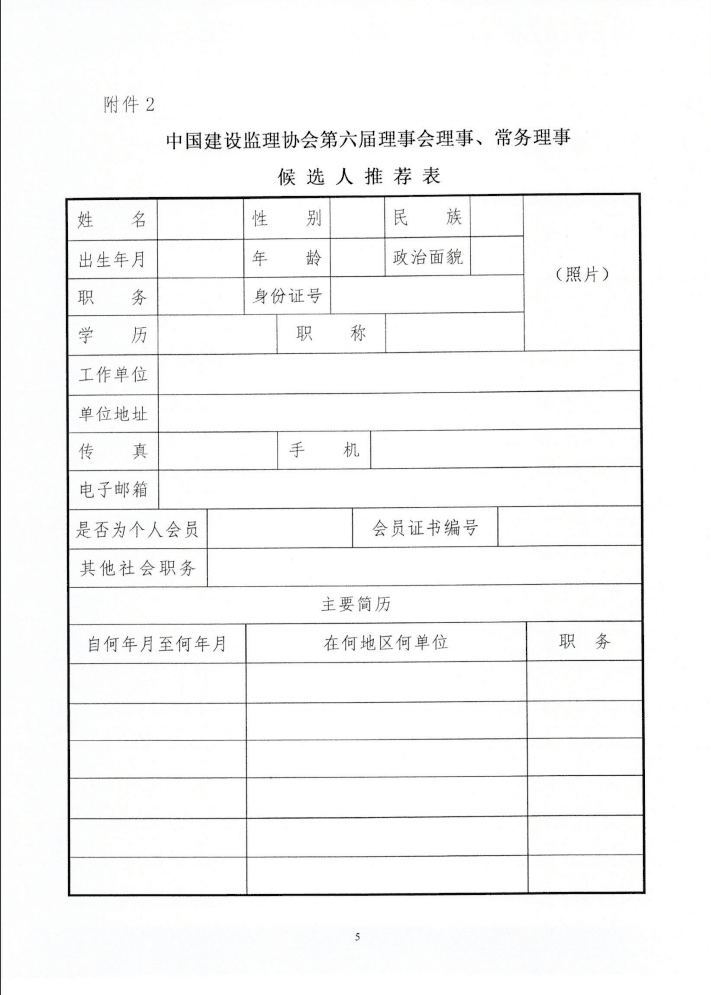 附件 2
中国建设监理协会第六届理事会理事、常务理事
候选人推荐表
姓名 性别 民族
出生年月 年龄 政治面貌 （照片）
职务 身份证号
学历 职称
工作单位
单位地址
传真 手机
电子邮箱
是否为个人会员 会员证书编号
其他社会职务
主要简历
自何年月至何年月 在何地区何单位 职务
5